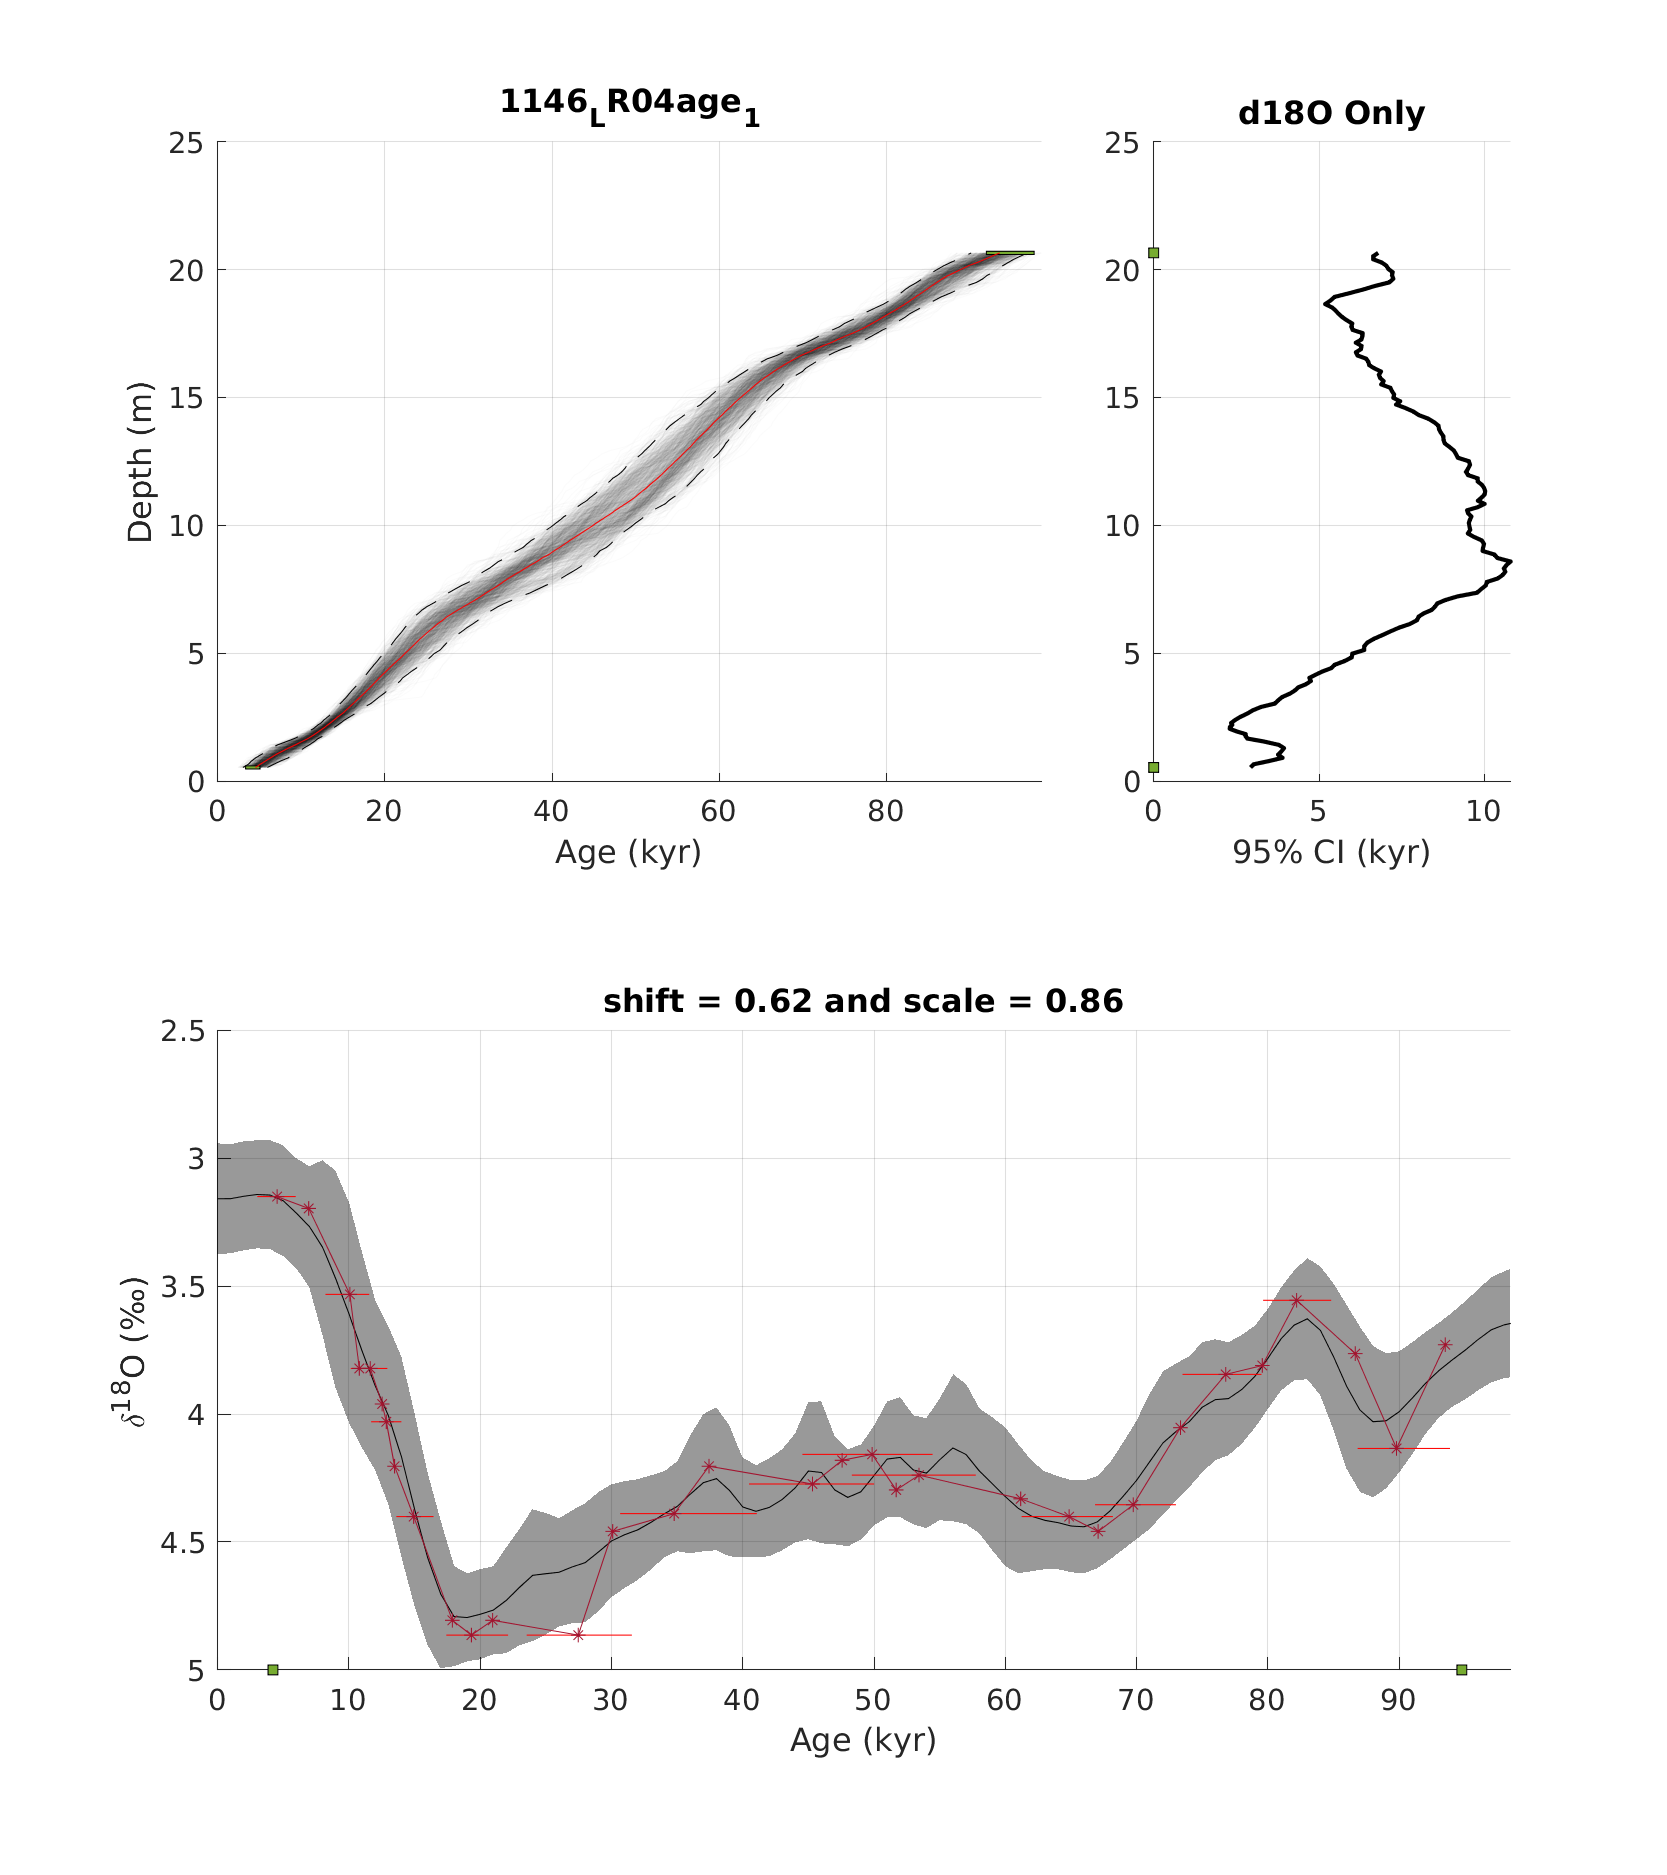 1146LR04age1
25
20
15
10
5
0
0 20 40 60 80
Depth (m)
Age (kyr)
d18O Only
25
20
15
10
5
0
0 5 10
95% CI (kyr)
shift = 0.62 and scale = 0.86
2.5
3
3.5
4
4.5
5
0 10 20 30 40 50 60 70 80 90
δ18O (‰)
Age (kyr)